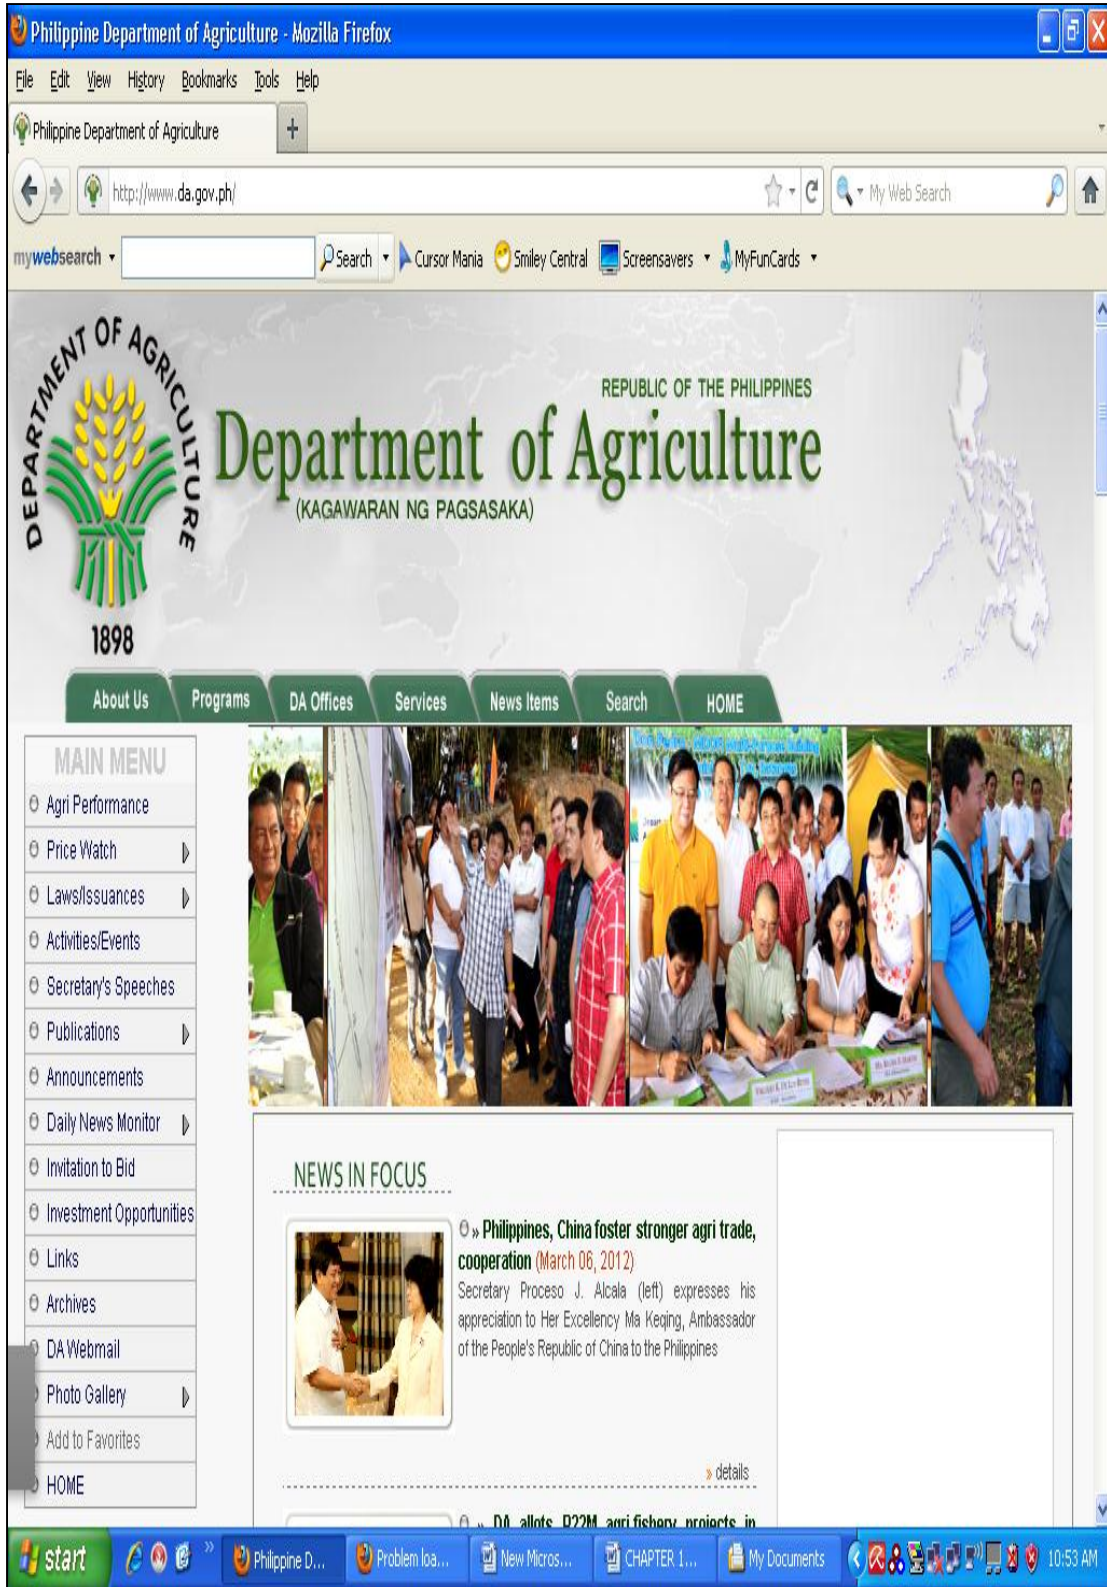 Philippine Department of Agriculture - Mozilla Firefox
File Edit View History Bookmarks Tools Help
Philippine Department of Agriculture
http://www.da.gov.ph/
My Web Search
mywebsearch Search Cursor Mania Smiley Central Screensavers MyFunCards
DEPARTMENT OF AGRICULTURE
1898
REPUBLIC OF THE PHILIPPINES
Department of Agriculture
(KAGAWARAN NG PAGSASAKA)
About Us Programs DA Offices Services News Items Search HOME
MAIN MENU
Agri Performance
Price Watch
Laws/Issuances
Activities/Events
Secretary's Speeches
Publications
Announcements
Daily News Monitor
Invitation to Bid
Investment Opportunities
Links
Archives
DA Webmail
Photo Gallery
Add to Favorites
HOME
NEWS IN FOCUS
» Philippines, China foster stronger agri trade,
cooperation (March 06, 2012)
Secretary Proceso J. Alcala (left) expresses his
appreciation to Her Excellency Ma Keqing, Ambassador
of the People's Republic of China to the Philippines
» details
» DA allots P22M agri fishery projects in
start » Philippine D... Problem loa... New Micros... CHAPTER 1... My Documents 10:53 AM